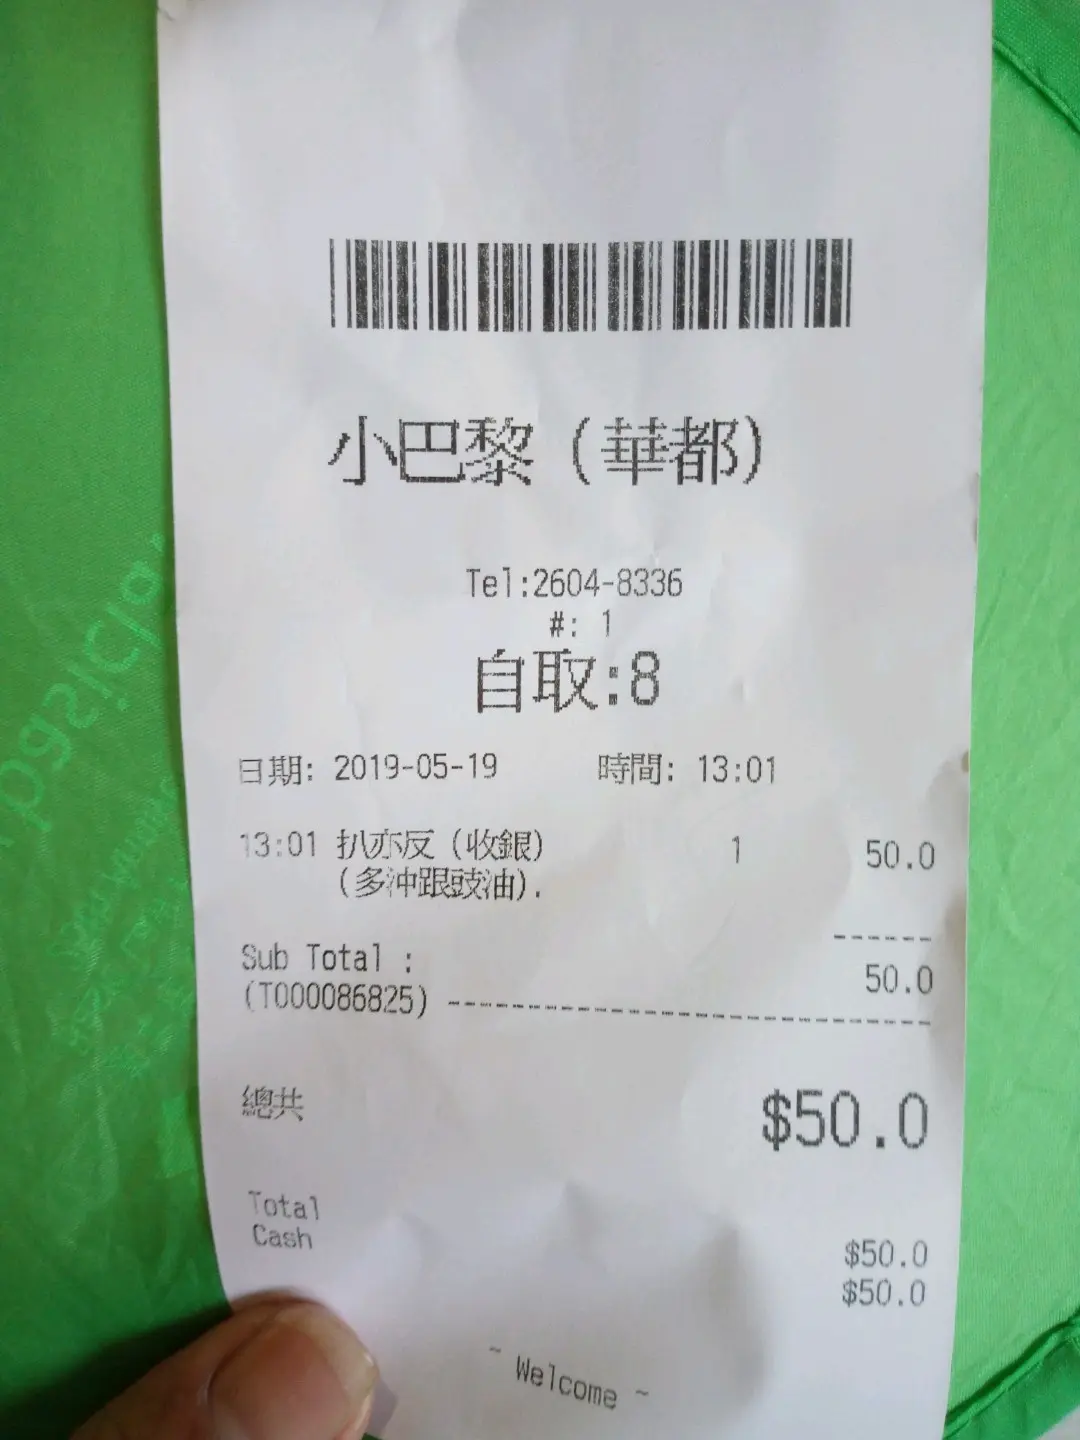 小巴黎（華都）
Tel:2604-8336
#: 1
自取:8
日期: 2019-05-19 時間: 13:01
13:01 扒亦反（收銀） 1 50.0
（多沖跟豉油）.
------
Sub Total : 50.0
(T000086825) ------------------------------
總共 $50.0
Total $50.0
Cash $50.0
~ Welcome ~